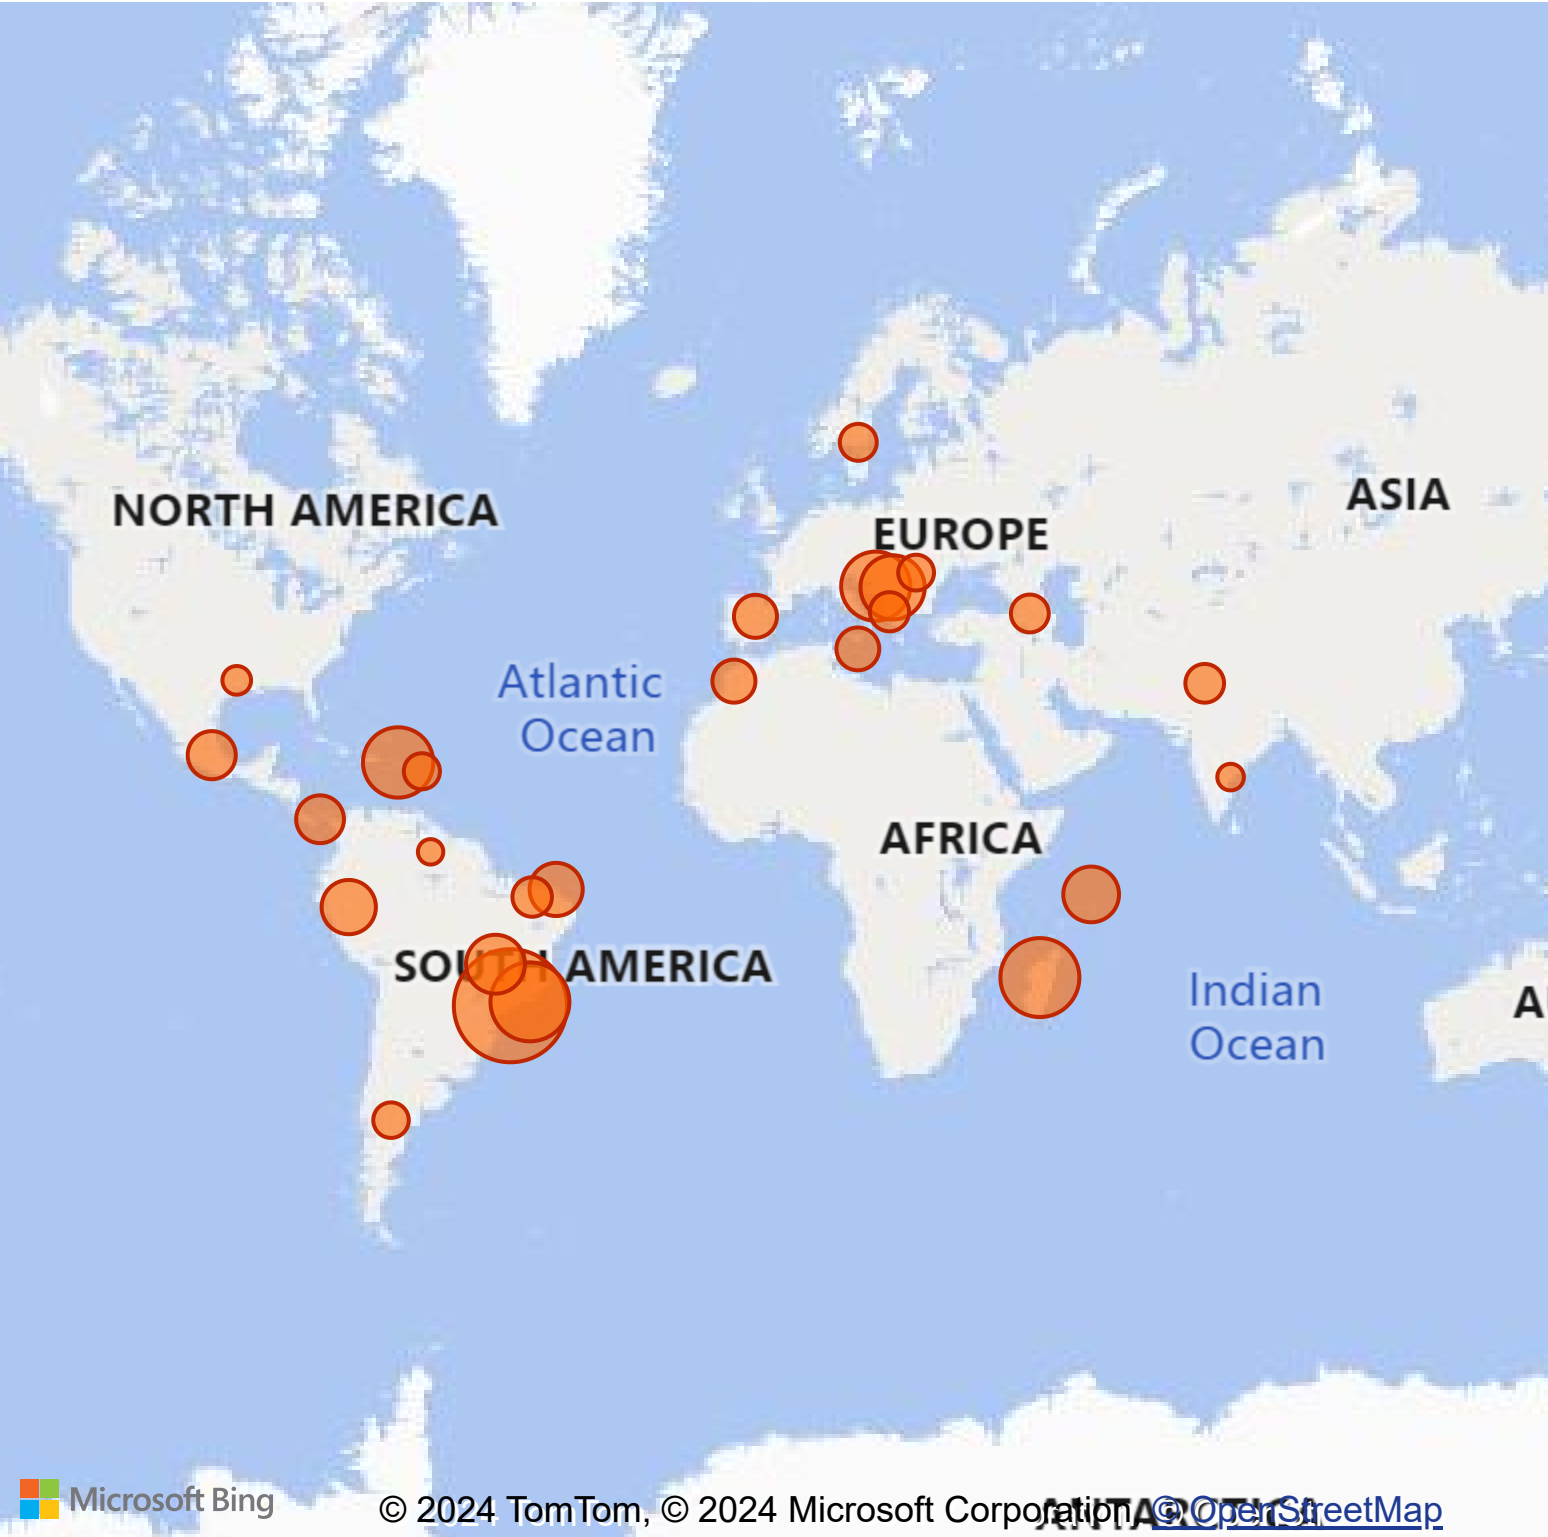 NORTH AMERICA
ASIA
EUROPE
Atlantic
Ocean
AFRICA
SOUTH AMERICA
Indian
Ocean
A
Microsoft Bing
© 2024 TomTom, © 2024 Microsoft Corporation, © OpenStreetMap
ANTARCTICA